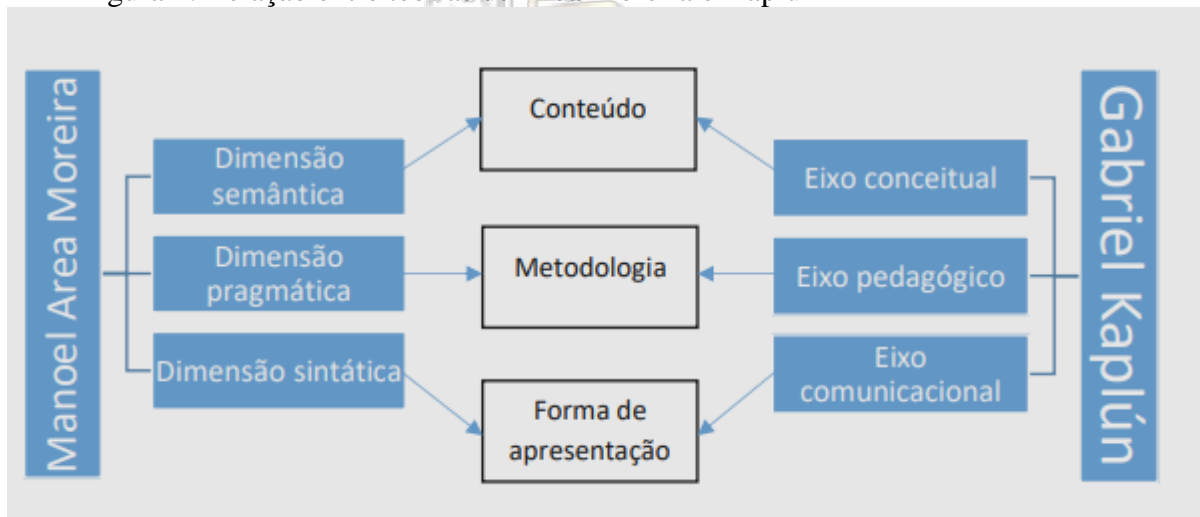 Manoel Area Moreira
Dimensão
semântica
Dimensão
pragmática
Dimensão sintática
Conteúdo
Metodologia
Forma de
apresentação
Eixo conceitual
Eixo pedagógico
Eixo
comunicacional
Gabriel Kaplún